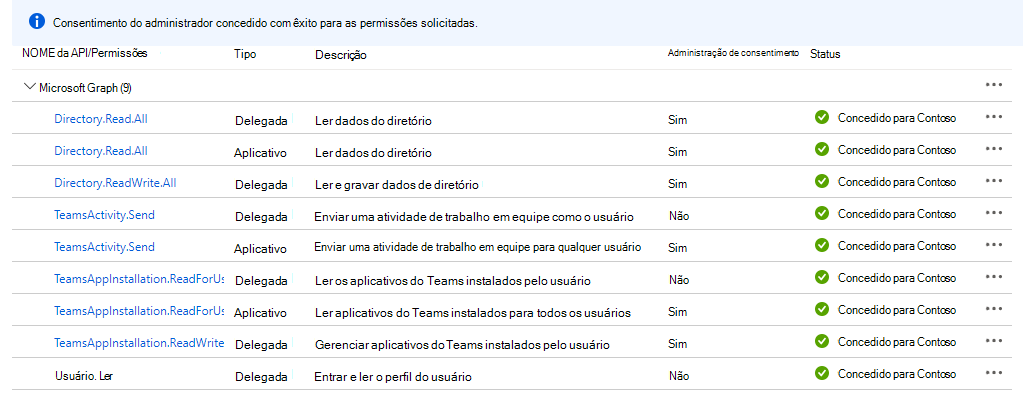 Consentimento do administrador concedido com êxito para as permissões solicitadas.
NOME da API/Permissões Tipo Descrição Administração de consentimento Status
Microsoft Graph (9)
Directory.Read.All Delegada Ler dados do diretório Sim Concedido para Contoso
Directory.Read.All Aplicativo Ler dados do diretório Sim Concedido para Contoso
Directory.ReadWrite.All Delegada Ler e gravar dados de diretório Sim Concedido para Contoso
TeamsActivity.Send Delegada Enviar uma atividade de trabalho em equipe como o usuário Não Concedido para Contoso
TeamsActivity.Send Aplicativo Enviar uma atividade de trabalho em equipe para qualquer usuário Sim Concedido para Contoso
TeamsAppInstallation.ReadForUs Delegada Ler os aplicativos do Teams instalados pelo usuário Não Concedido para Contoso
TeamsAppInstallation.ReadForUs Aplicativo Ler aplicativos do Teams instalados para todos os usuários Sim Concedido para Contoso
TeamsAppInstallation.ReadWrite Delegada Gerenciar aplicativos do Teams instalados pelo usuário Sim Concedido para Contoso
Usuário. Ler Delegada Entrar e ler o perfil do usuário Não Concedido para Contoso